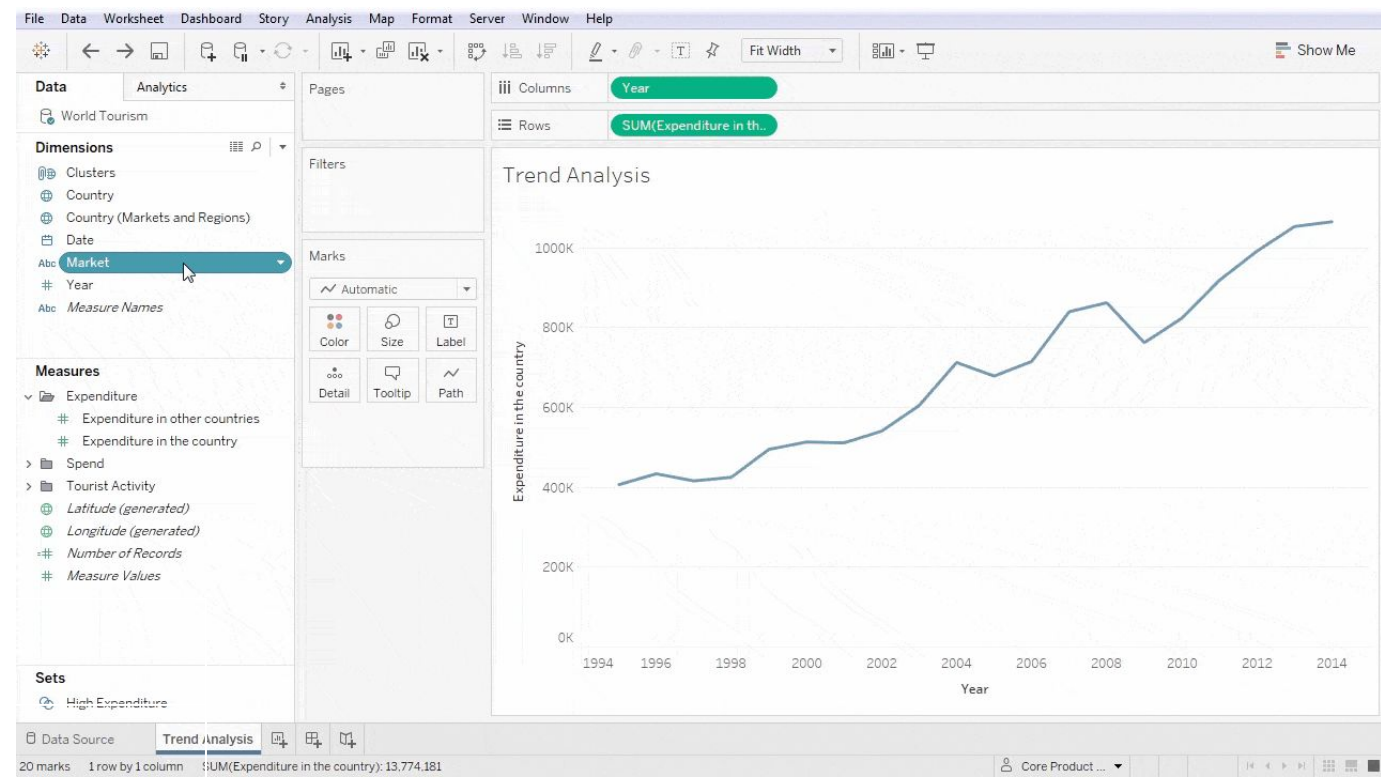 File Data Worksheet Dashboard Story Analysis Map Format Server Window Help
Fit Width
Show Me
Data Analytics
World Tourism
Dimensions
Clusters
Country
Country (Markets and Regions)
Date
Abc Market
# Year
Abc Measure Names
Measures
Expenditure
# Expenditure in other countries
# Expenditure in the country
Spend
Tourist Activity
Latitude (generated)
Longitude (generated)
=# Number of Records
# Measure Values
Sets
High Expenditure
Pages
Filters
Marks
Automatic
Color Size Label
Detail Tooltip Path
Columns Year
Rows SUM(Expenditure in th..
Trend Analysis
Expenditure in the country
1000K
800K
600K
400K
200K
0K
1994 1996 1998 2000 2002 2004 2006 2008 2010 2012 2014
Year
Data Source Trend Analysis
20 marks 1 row by 1 column SUM(Expenditure in the country): 13,774,181
Core Product ...